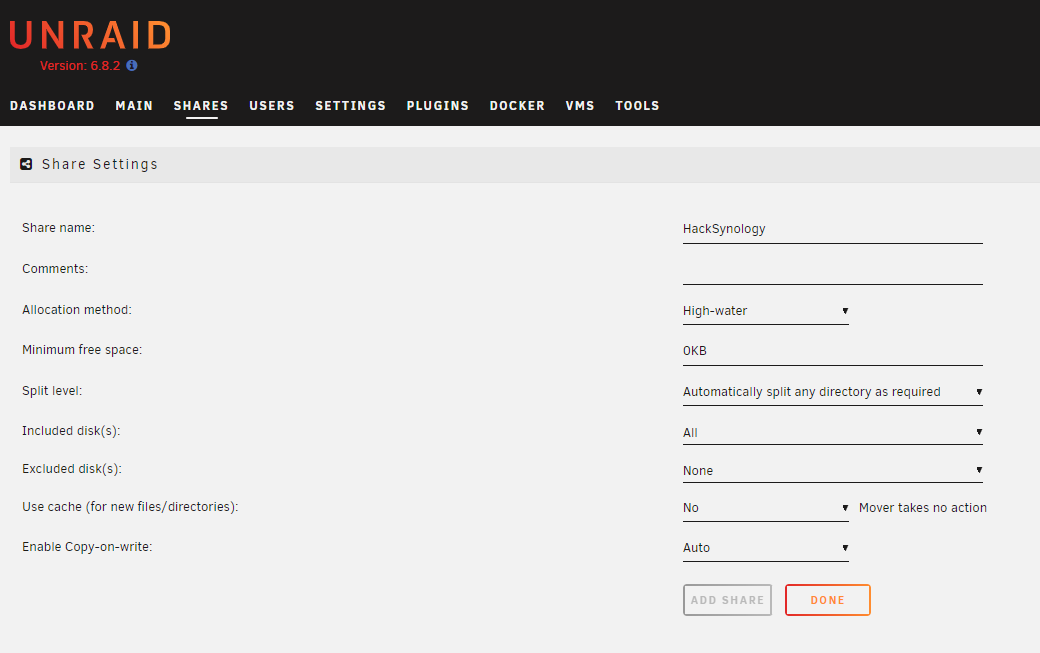 UNRAID
Version: 6.8.2
DASHBOARD MAIN SHARES USERS SETTINGS PLUGINS DOCKER VMS TOOLS
Share Settings
Share name: HackSynology
Comments:
Allocation method: High-water
Minimum free space: 0KB
Split level: Automatically split any directory as required
Included disk(s): All
Excluded disk(s): None
Use cache (for new files/directories): No Mover takes no action
Enable Copy-on-write: Auto
ADD SHARE DONE